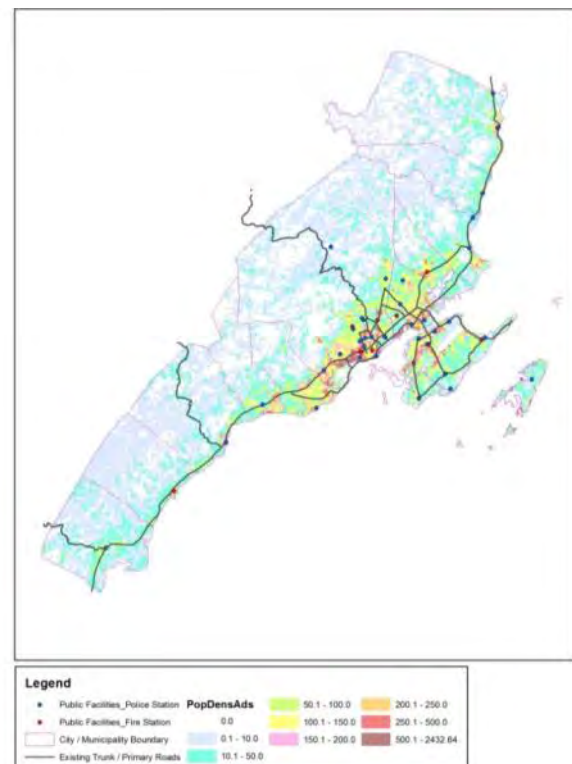 Legend
Public Facilities_Police Station
Public Facilities_Fire Station
City / Municipality Boundary
Existing Trunk / Primary Roads
PopDensAds
0.0
0.1 - 10.0
10.1 - 50.0
50.1 - 100.0
100.1 - 150.0
150.1 - 200.0
200.1 - 250.0
250.1 - 500.0
500.1 - 2432.64